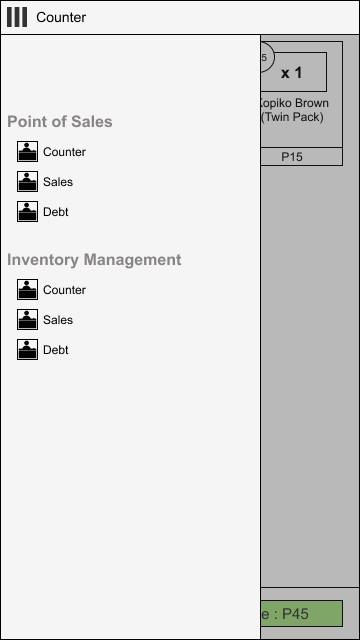 Counter
5
x 1
Kopiko Brown
(Twin Pack)
P15
Point of Sales
Counter
Sales
Debt
Inventory Management
Counter
Sales
Debt
e : P45